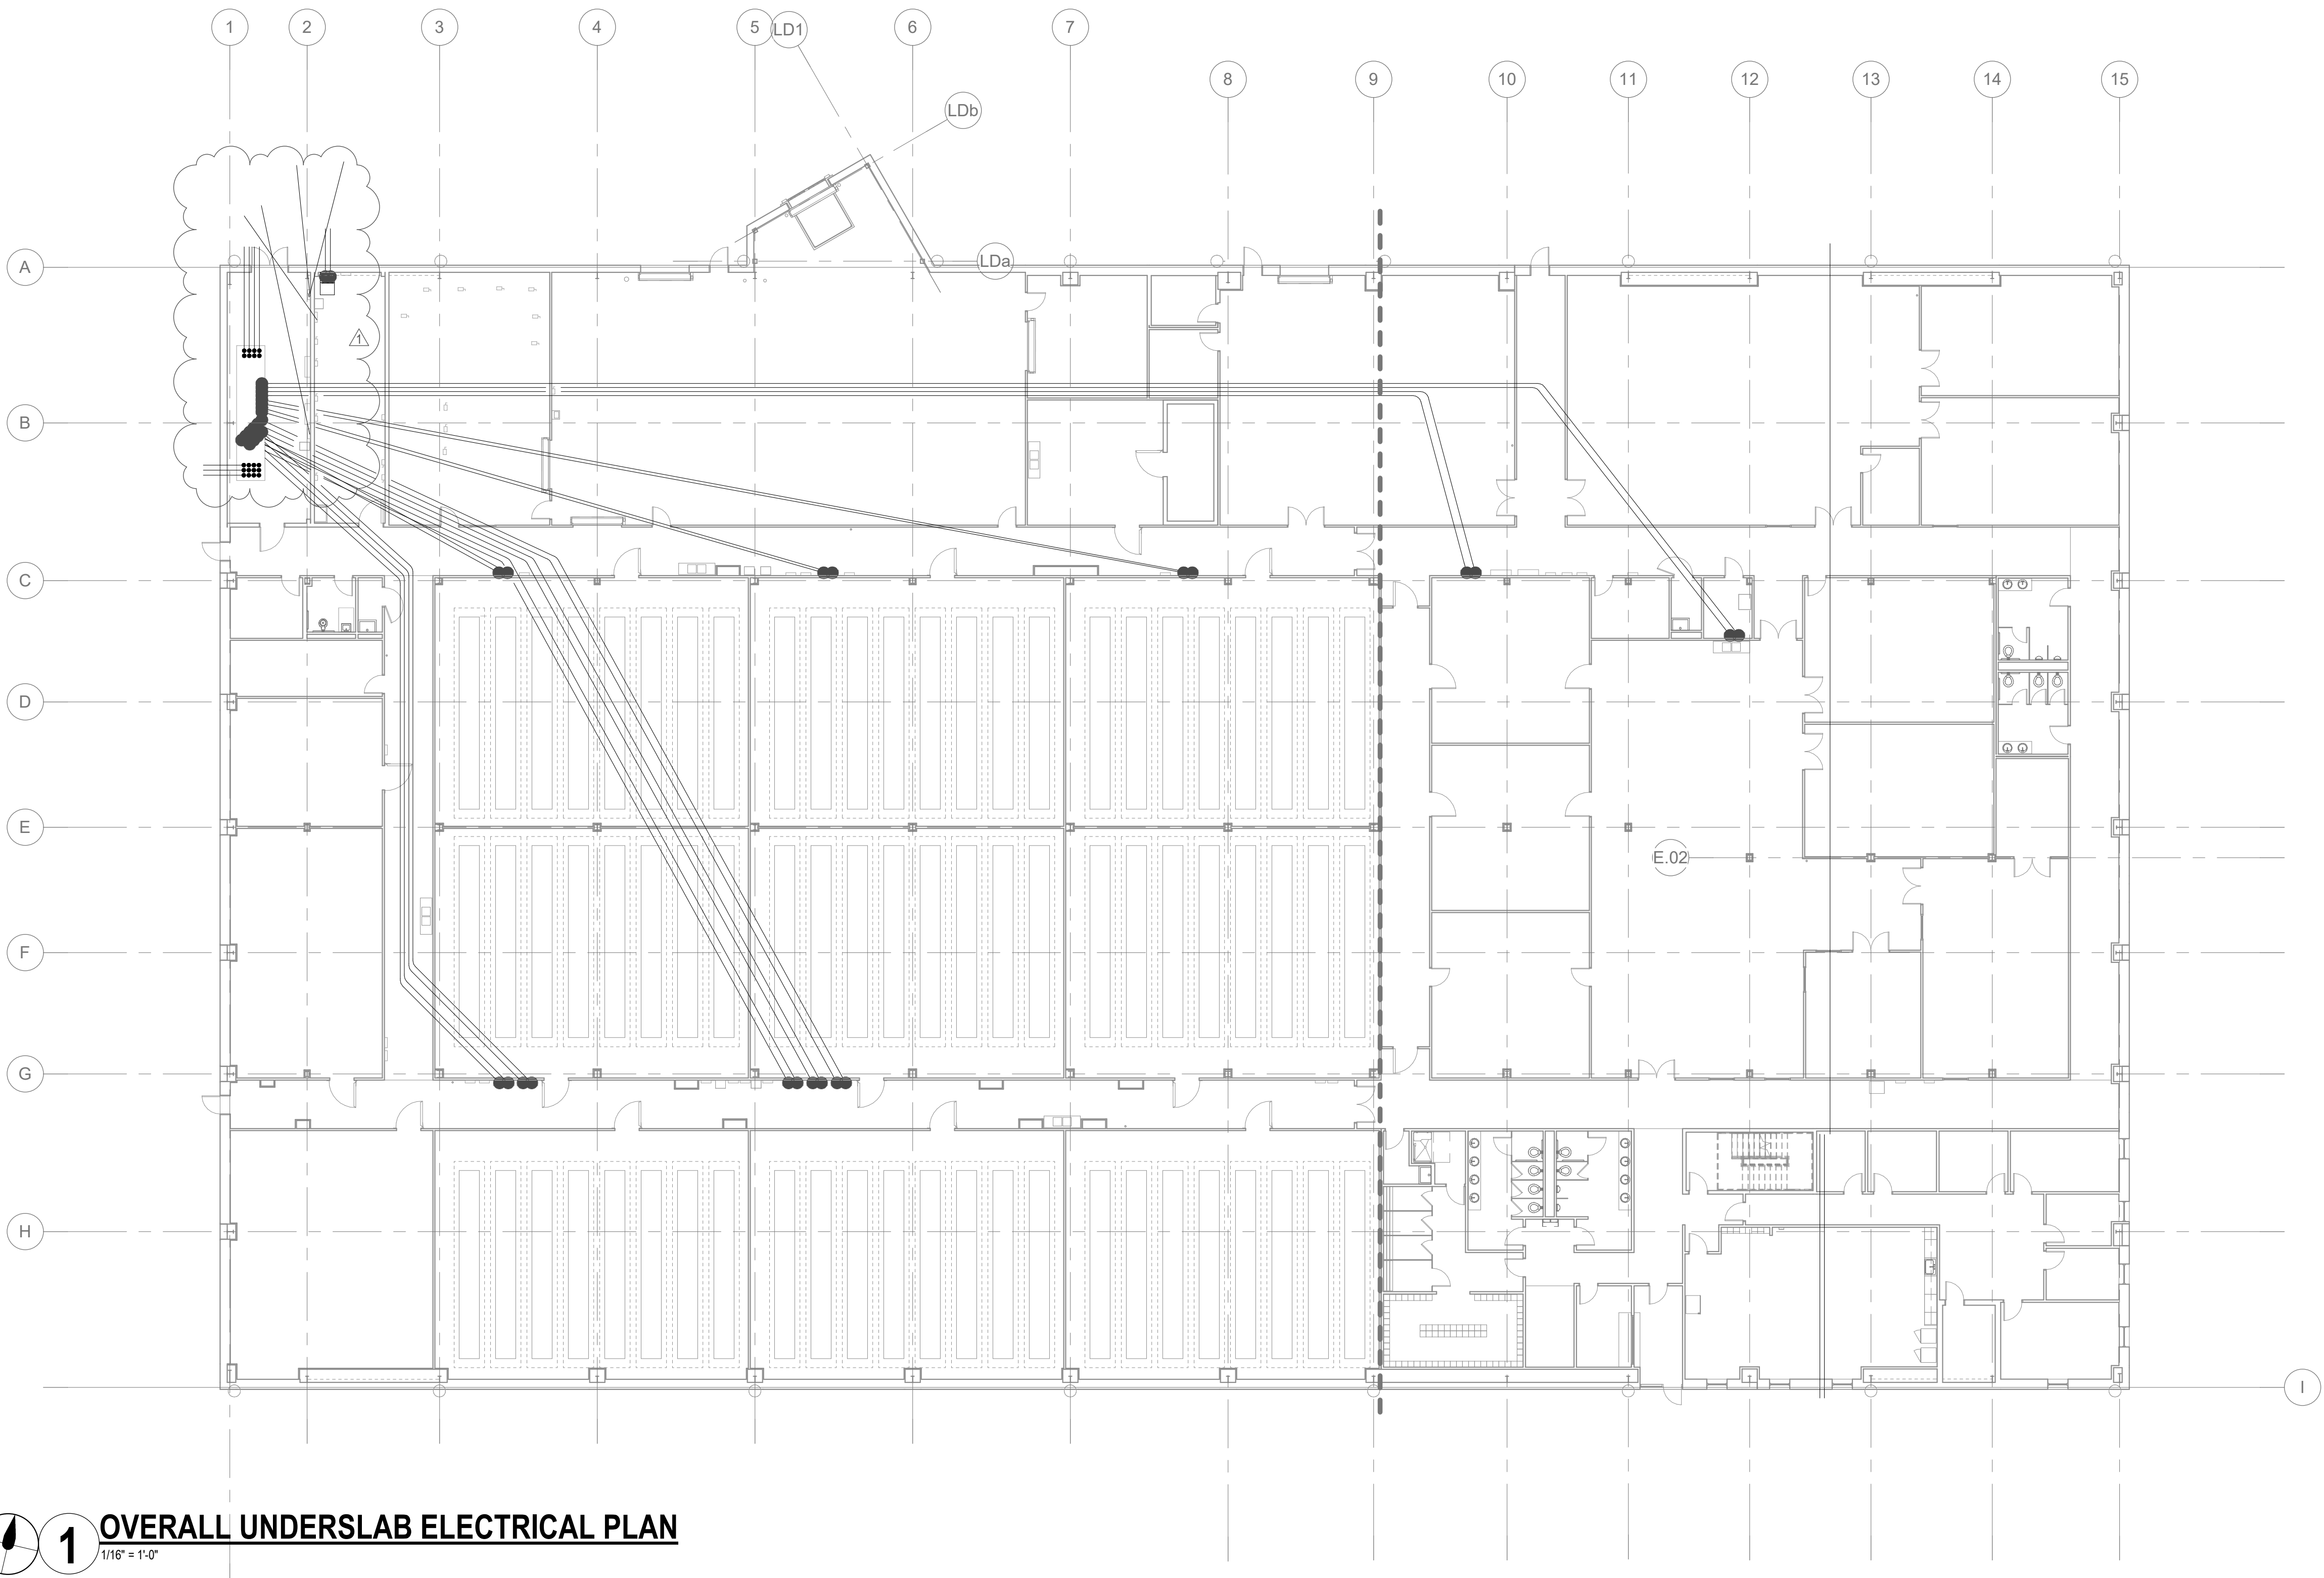 1 2 3 4 5 LD1 6 7
8 9 10 11 12 13 14 15
LDb
A
LDa
1
B
C
D
E
E.02
F
G
H
I
1 OVERALL UNDERSLAB ELECTRICAL PLAN
1/16" = 1'-0"